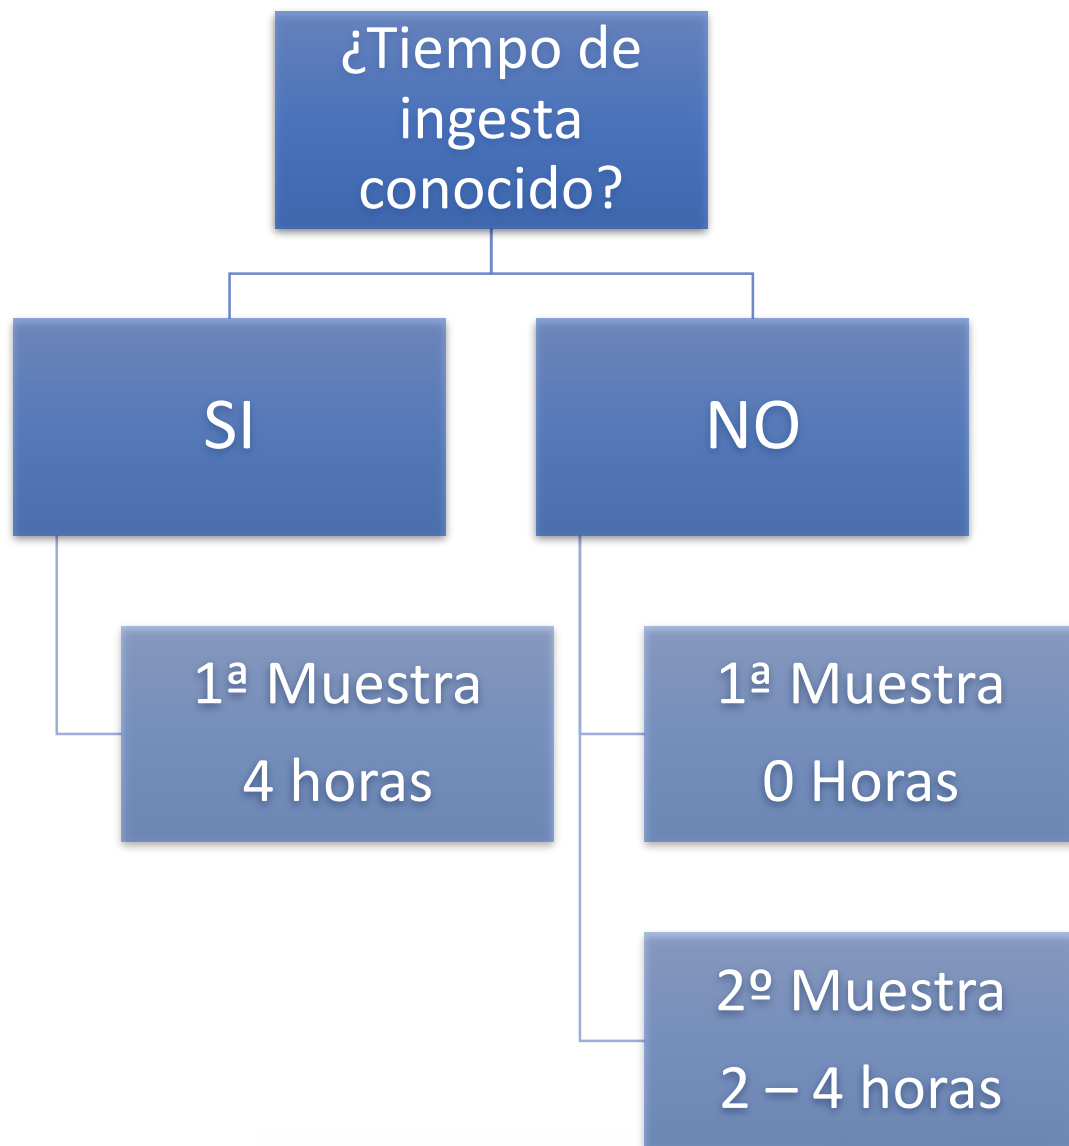 ¿Tiempo de
ingesta
conocido?
SI
NO
1ª Muestra
4 horas
1ª Muestra
0 Horas
2º Muestra
2 – 4 horas